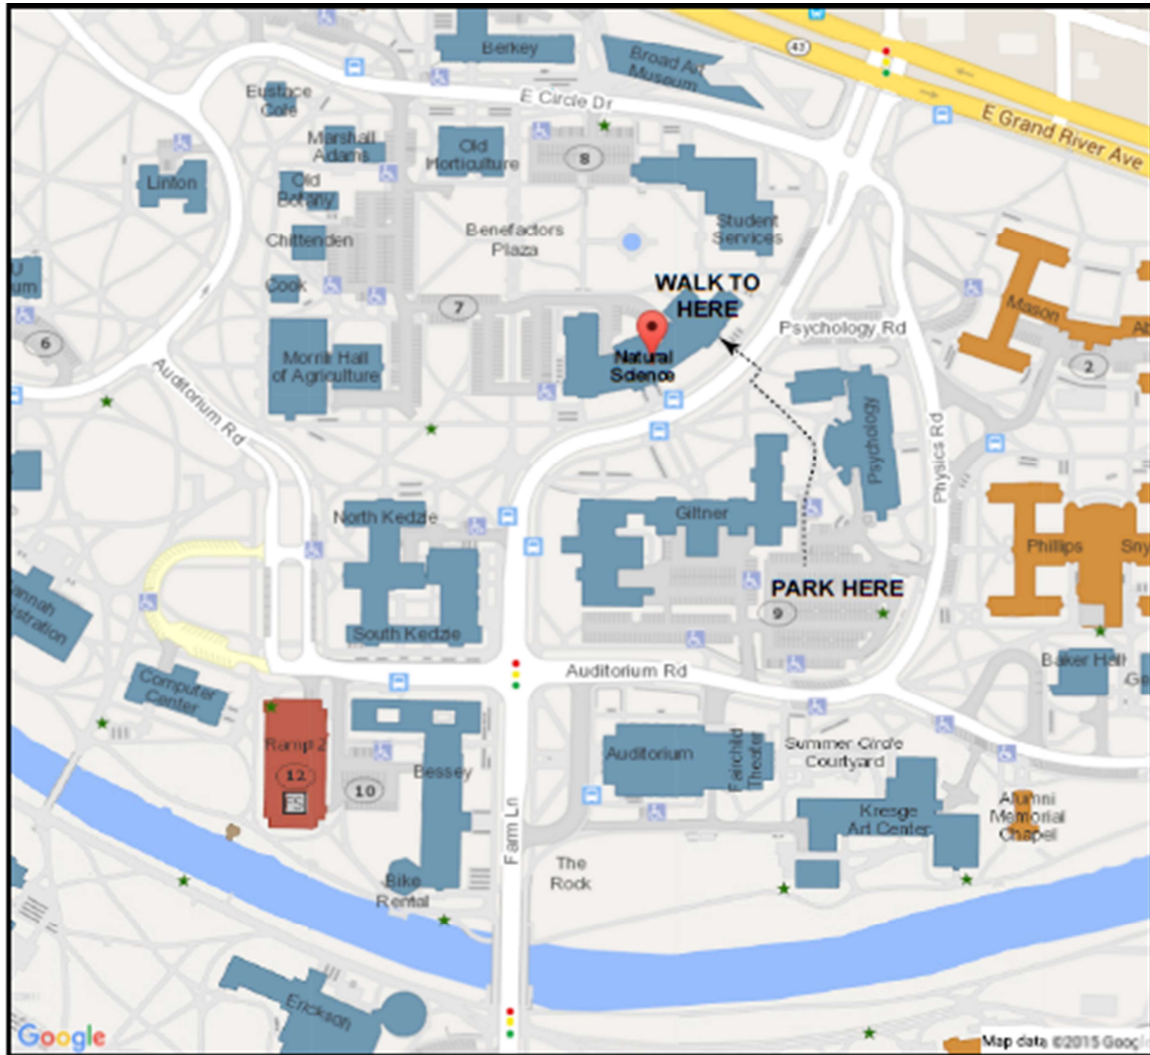 Berkey
Broad Art
Museum
43
E Circle Dr
E Grand River Ave
Eustace
Cole
Marshall
Adams
Old
Horticulture
8
Linton
Old
Botany
Student
Services
Benefactors
Plaza
Chittenden
Cook
WALK TO
HERE
7
Mason
Ab
Psychology Rd
6
Morrill Hall
of Agriculture
Natural
Science
2
Auditorium Rd
Psychology
Physics Rd
North Kedzie
Giltner
Phillips
Sny
PARK HERE
9
South Kedzie
Auditorium Rd
Baker Hall
Ge
Computer
Center
Ramp 2
12
10
Bessey
Auditorium
Fairchild
Theater
Summer Circle
Courtyard
Farm Ln
Kresge
Art Center
Alumni
Memorial
Chapel
The
Rock
Bike
Rental
Erickson
Google
Map data ©2015 Google